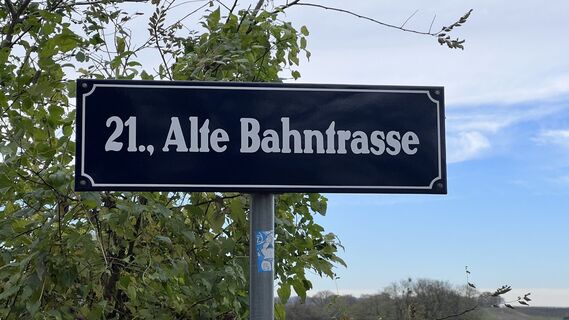 21., Alte Bahntrasse